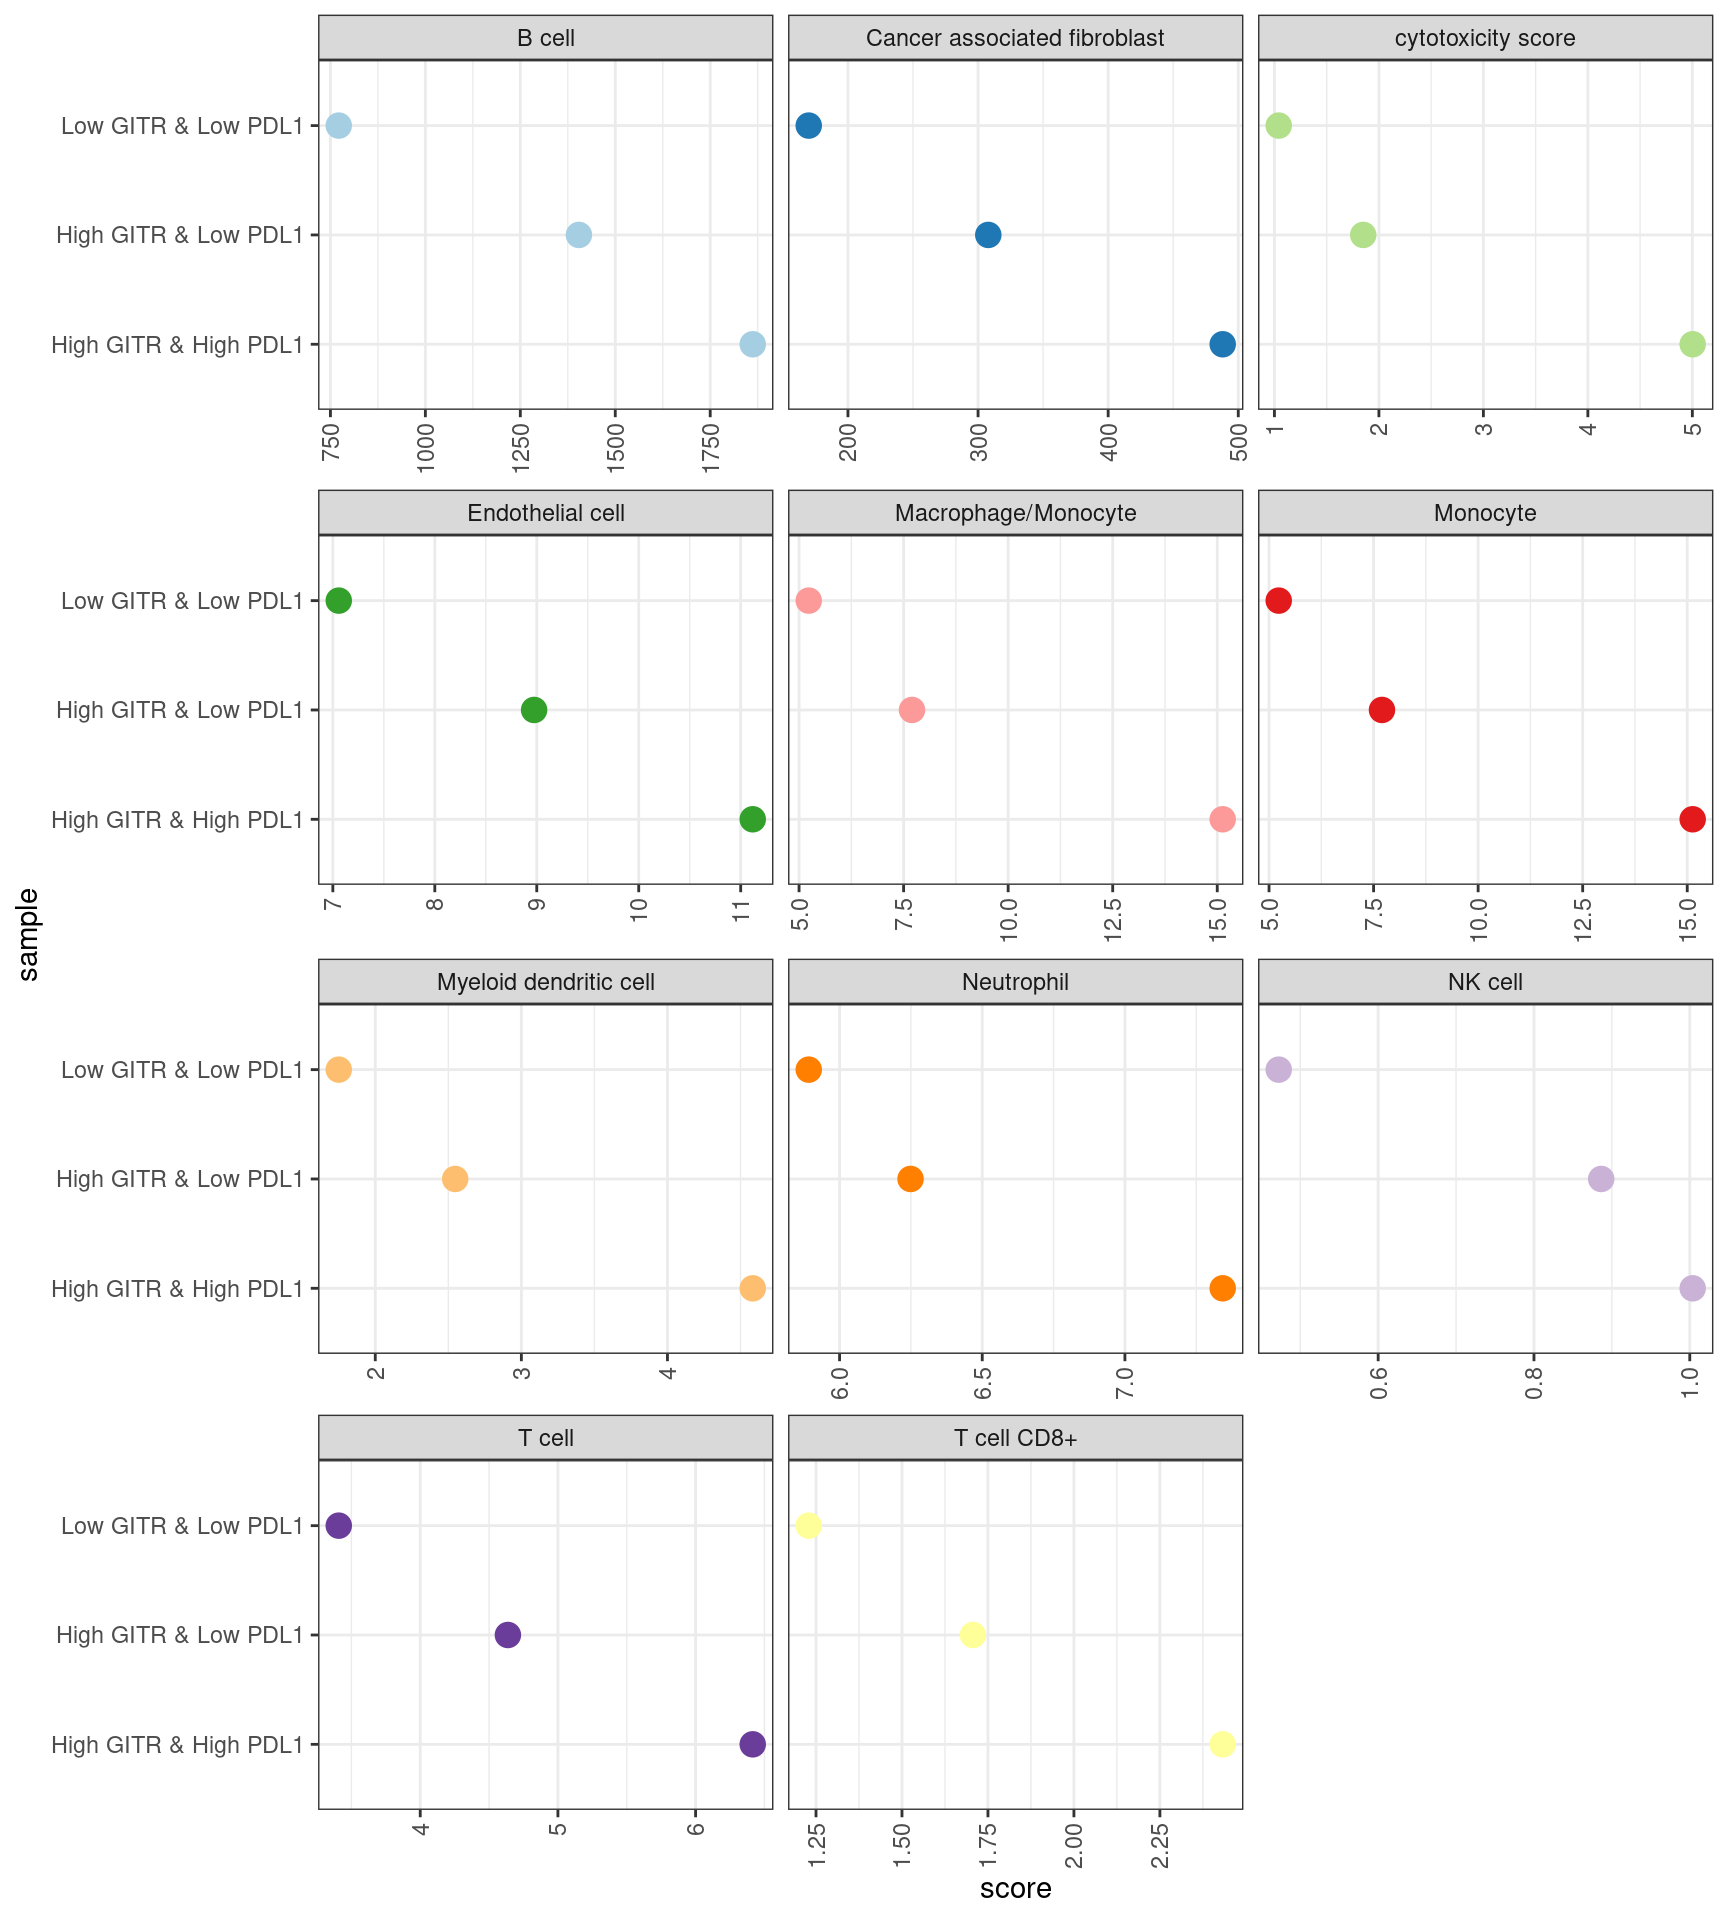 B cell
Cancer associated fibroblast
cytotoxicity score
Low GITR & Low PDL1
High GITR & Low PDL1
High GITR & High PDL1
750 1000 1250 1500 1750
200 300 400 500
1 2 3 4 5
Endothelial cell
Macrophage/Monocyte
Monocyte
Low GITR & Low PDL1
High GITR & Low PDL1
High GITR & High PDL1
7 8 9 10 11
5.0 7.5 10.0 12.5 15.0
5.0 7.5 10.0 12.5 15.0
sample
Myeloid dendritic cell
Neutrophil
NK cell
Low GITR & Low PDL1
High GITR & Low PDL1
High GITR & High PDL1
2 3 4
6.0 6.5 7.0
0.6 0.8 1.0
T cell
T cell CD8+
Low GITR & Low PDL1
High GITR & Low PDL1
High GITR & High PDL1
4 5 6
1.25 1.50 1.75 2.00 2.25
score